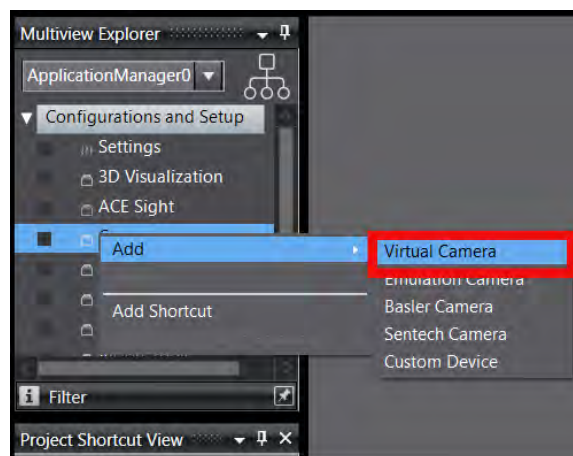 Multiview Explorer
ApplicationManager0
Configurations and Setup
Settings
3D Visualization
ACE Sight
Add
Virtual Camera
Emulation Camera
Basler Camera
Add Shortcut
Sentech Camera
Custom Device
Filter
Project Shortcut View